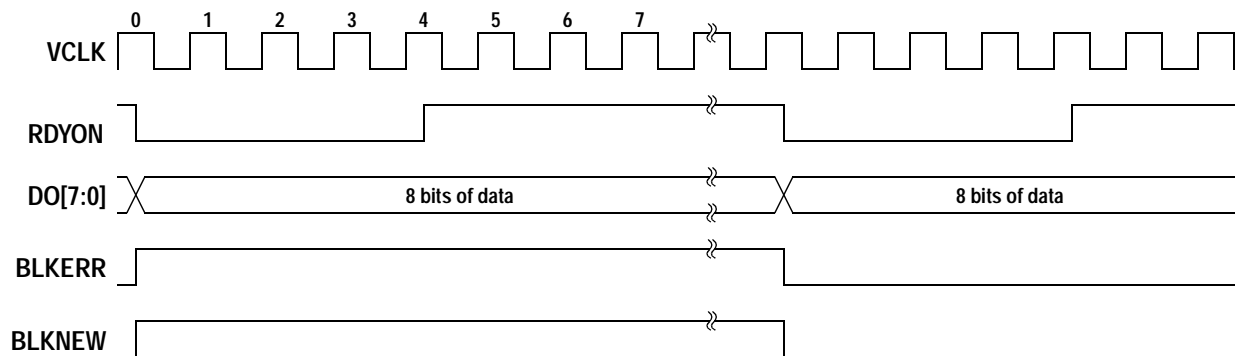 0 1 2 3 4 5 6 7
VCLK
RDYON
DO[7:0] 8 bits of data 8 bits of data
BLKERR
BLKNEW